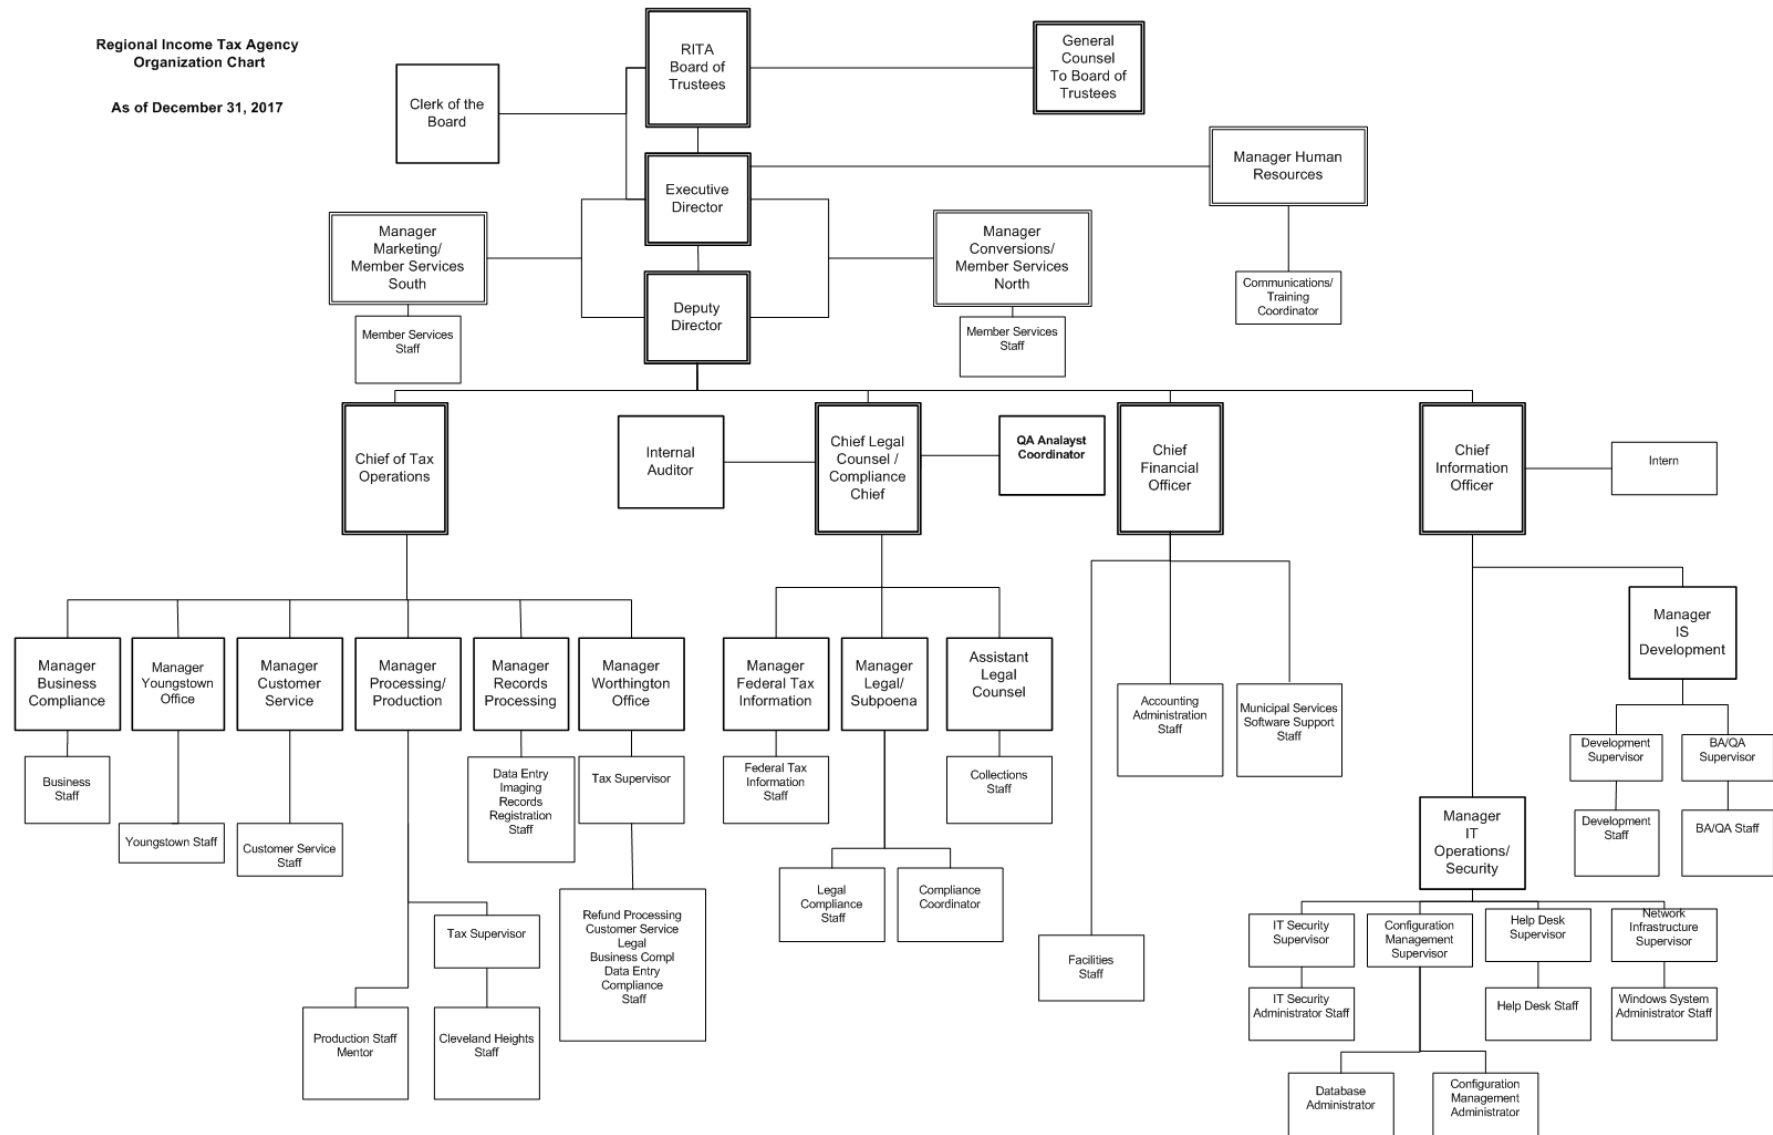 Regional Income Tax Agency
Organization Chart
As of December 31, 2017
RITA
Board of
Trustees
General
Counsel
To Board of
Trustees
Clerk of the
Board
Manager Human
Resources
Executive
Director
Manager
Marketing/
Member Services
South
Manager
Conversions/
Member Services
North
Communications/
Training
Coordinator
Deputy
Director
Member Services
Staff
Member Services
Staff
Chief of Tax
Operations
Internal
Auditor
Chief Legal
Counsel /
Compliance
Chief
QA Analayst
Coordinator
Chief
Financial
Officer
Chief
Information
Officer
Intern
Manager
Business
Compliance
Manager
Youngstown
Office
Manager
Customer
Service
Manager
Processing/
Production
Manager
Records
Processing
Manager
Worthington
Office
Manager
Federal Tax
Information
Manager
Legal/
Subpoena
Assistant
Legal
Counsel
Manager
IS
Development
Accounting
Administration
Staff
Municipal Services
Software Support
Staff
Development
Supervisor
BA/QA
Supervisor
Business
Staff
Data Entry
Imaging
Records
Registration
Staff
Tax Supervisor
Federal Tax
Information
Staff
Collections
Staff
Youngstown Staff
Customer Service
Staff
Manager
IT
Operations/
Security
Development
Staff
BA/QA Staff
Legal
Compliance
Staff
Compliance
Coordinator
Tax Supervisor
Refund Processing
Customer Service
Legal
Business Compl
Data Entry
Compliance
Staff
Facilities
Staff
IT Security
Supervisor
Configuration
Management
Supervisor
Help Desk
Supervisor
Network
Infrastructure
Supervisor
IT Security
Administrator Staff
Help Desk Staff
Windows System
Administrator Staff
Production Staff
Mentor
Cleveland Heights
Staff
Database
Administrator
Configuration
Management
Administrator